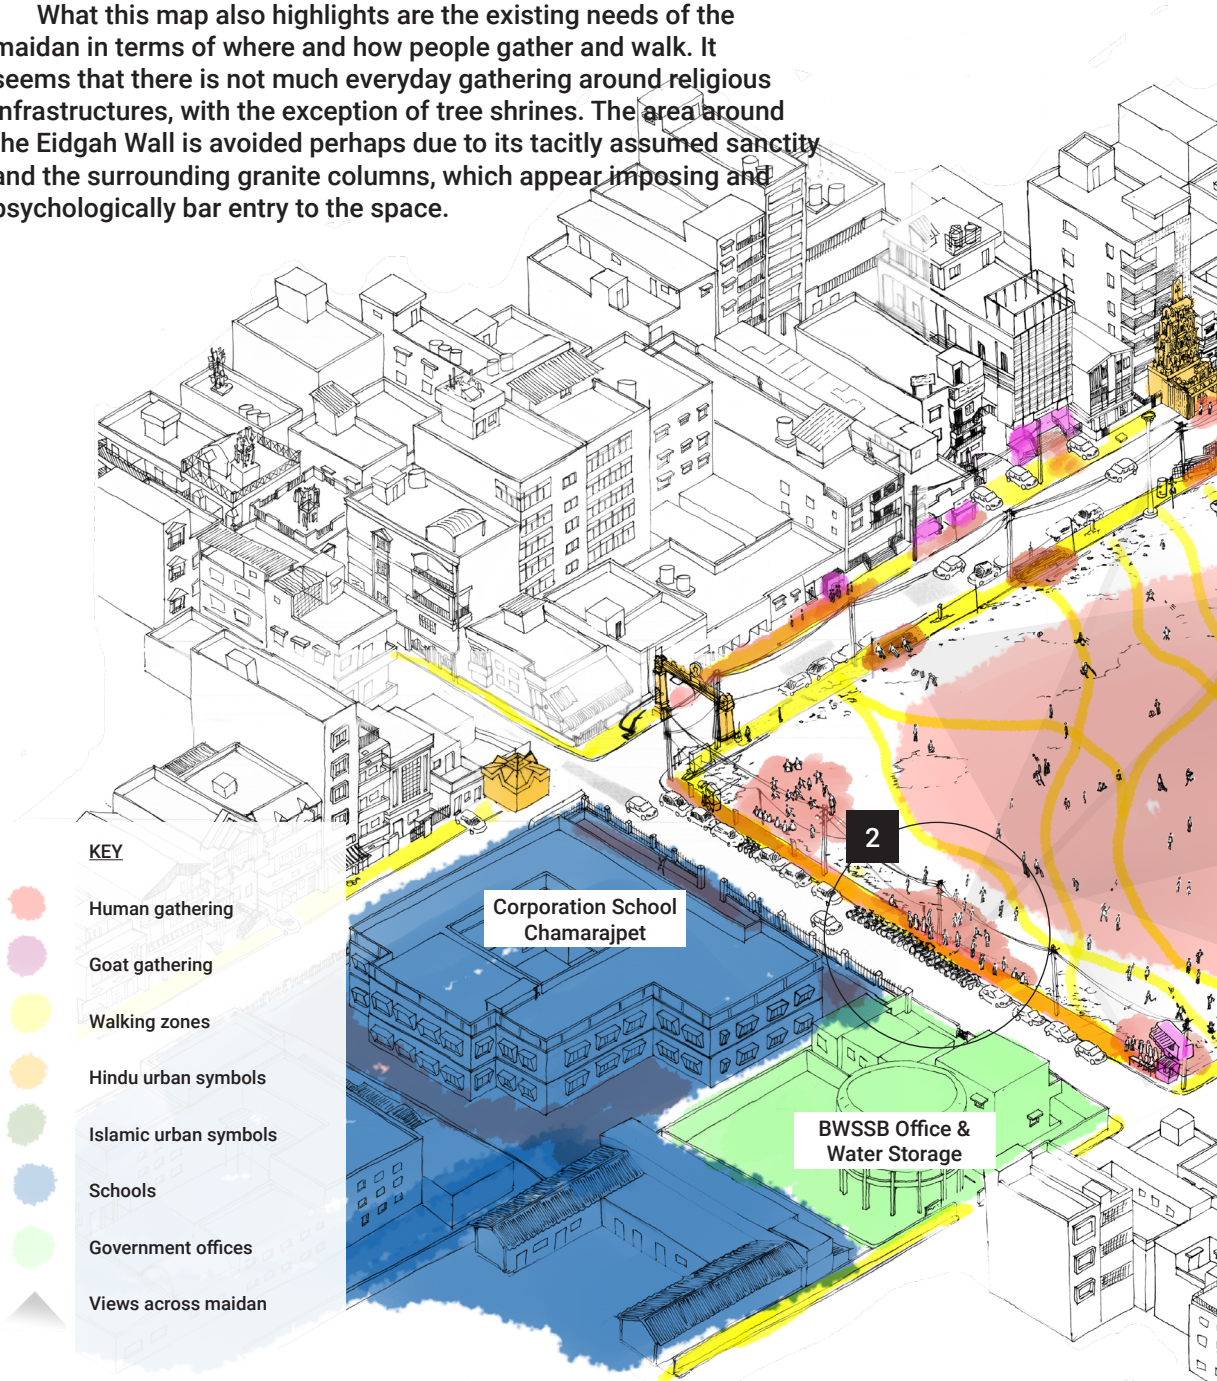 What this map also highlights are the existing needs of the
maidan in terms of where and how people gather and walk. It
seems that there is not much everyday gathering around religious
infrastructures, with the exception of tree shrines. The area around
the Eidgah Wall is avoided perhaps due to its tacitly assumed sanctity
and the surrounding granite columns, which appear imposing and
psychologically bar entry to the space.
2
Corporation School
Chamarajpet
BWSSB Office &
Water Storage
KEY
Human gathering
Goat gathering
Walking zones
Hindu urban symbols
Islamic urban symbols
Schools
Government offices
Views across maidan